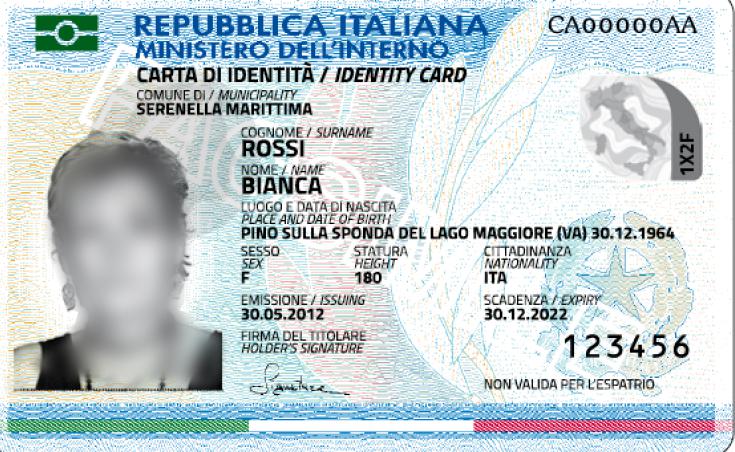 REPUBBLICA ITALIANA
CA00000AA
MINISTERO DELL'INTERNO
CARTA DI IDENTITÀ / IDENTITY CARD
COMUNE DI / MUNICIPALITY
SERENELLA MARITTIMA
COGNOME / SURNAME
ROSSI
NOME / NAME
BIANCA
1X2F
LUOGO E DATA DI NASCITA
PLACE AND DATE OF BIRTH
PINO SULLA SPONDA DEL LAGO MAGGIORE (VA) 30.12.1964
SESSO STATURA CITTADINANZA
SEX HEIGHT NATIONALITY
F 180 ITA
EMISSIONE / ISSUING SCADENZA / EXPIRY
30.05.2012 30.12.2022
FIRMA DEL TITOLARE
HOLDER'S SIGNATURE
123456
NON VALIDA PER L'ESPATRIO